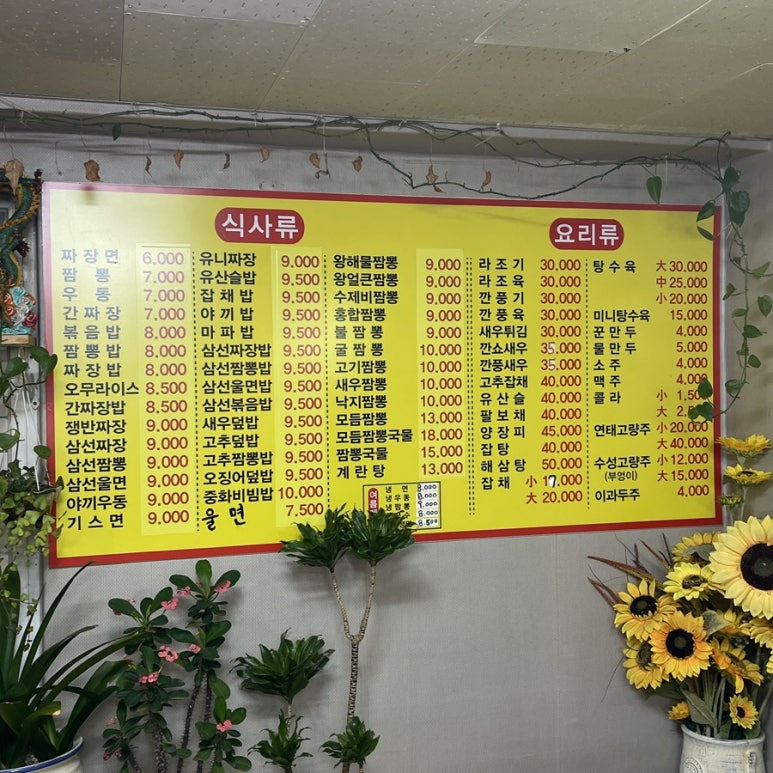 식사류
짜장면 6.000
짬뽕 7.000
우동 7.000
간짜장 7.000
볶음밥 8.000
짬뽕밥 8.000
짜장밥 8.000
오무라이스 8.500
간짜장밥 8.500
쟁반짜장 9.000
삼선짜장 9.000
삼선짬뽕 9.000
삼선울면 9.000
야끼우동 9.000
기스면 9.000
유니짜장 9.000
유산슬밥 9.500
잡채밥 9.500
야끼밥 9.500
마파밥 9.500
삼선짜장밥 9.500
삼선짬뽕밥 9.500
삼선울면밥 9.500
삼선볶음밥 9.500
새우덮밥 9.500
고추덮밥 9.500
고추짬뽕밥 9.500
오징어덮밥 9.500
중화비빔밥 10.000
울면 7.500
왕해물짬뽕 9.000
왕얼큰짬뽕 9.000
수제비짬뽕 9.000
홍합짬뽕 9.000
불짬뽕 9.000
굴짬뽕 10.000
고기짬뽕 10.000
새우짬뽕 10.000
낙지짬뽕 10.000
모듬짬뽕 13.000
모듬짬뽕국물 18.000
짬뽕국물 15.000
계란탕 13.000
냉면
냉우동
냉짬뽕
8.500
요리류
라조기 30.000
라조육 30.000
깐풍기 30.000
깐풍육 30.000
새우튀김 30.000
깐쇼새우 35.000
깐풍새우 35.000
고추잡채 40.000
유산슬 40.000
팔보채 40.000
양장피 45.000
잡탕 40.000
해삼탕 50.000
잡채 小 17.000
大 20.000
탕수육 大 30.000
中 25.000
小 20.000
미니탕수육 15.000
꾼만두 4.000
물만두 5.000
소주 4.000
맥주 4.000
콜라 小 1.500
大 2.
연태고량주 小 20.000
大 40.000
수성고량주 小 12.000
(부엉이) 大 15.000
이과두주 4.000